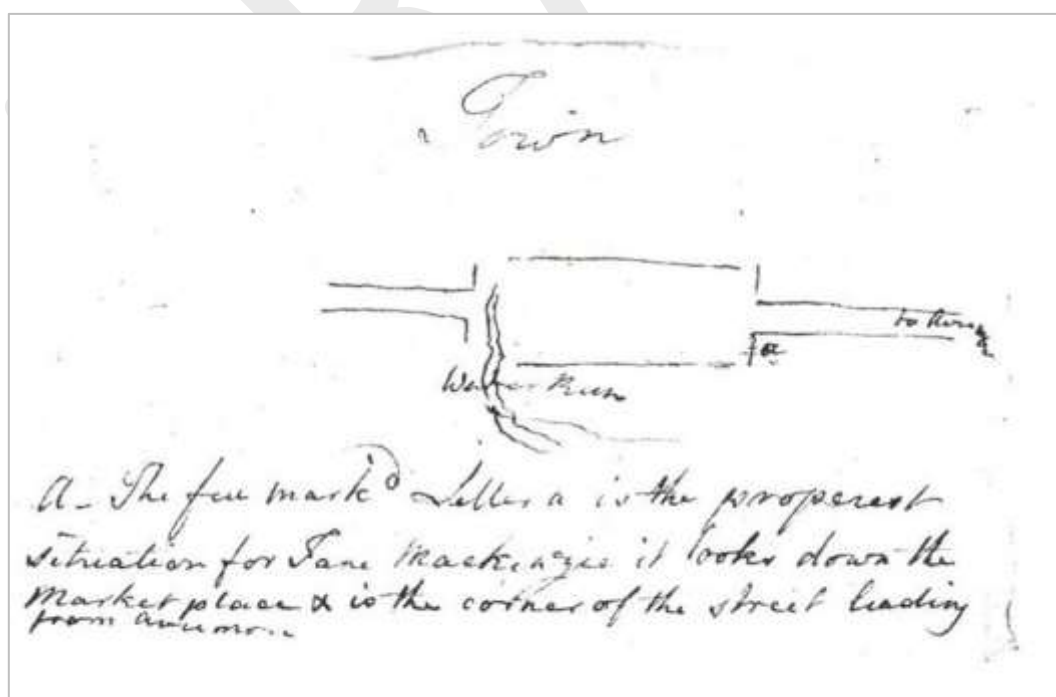 Town
to
a
Water Run
A - The feu mark'd Letter a is the properest
situation for Jane Mackenzie it looks down the
Market place & is the corner of the street leading
from